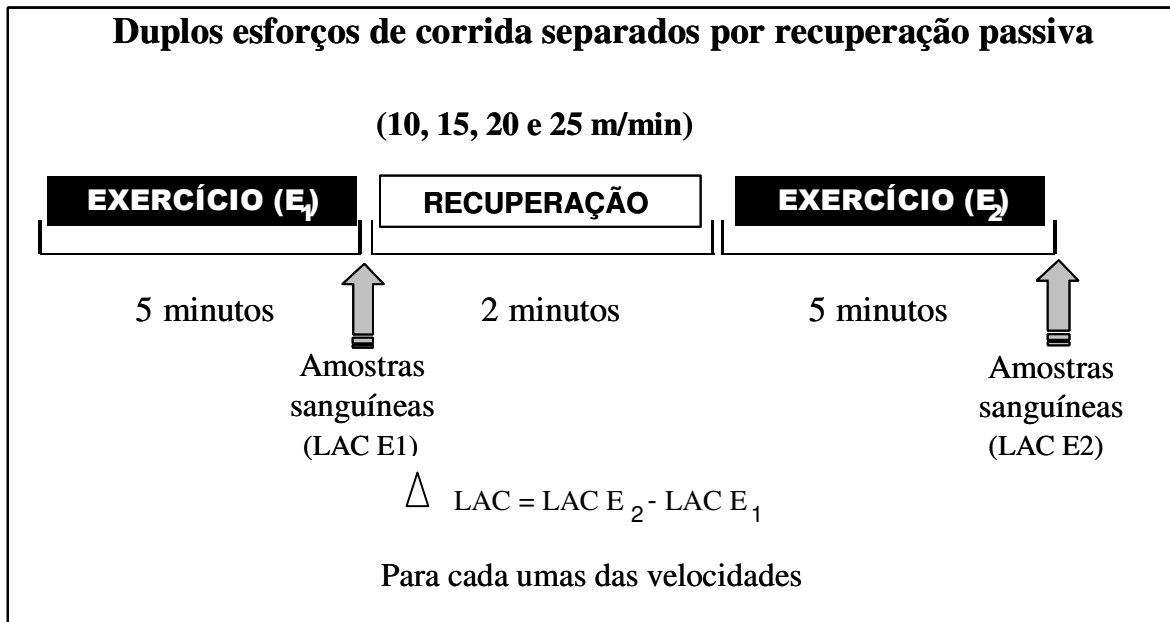 Duplos esforços de corrida separados por recuperação passiva
(10, 15, 20 e 25 m/min)
EXERCÍCIO (E1)
RECUPERAÇÃO
EXERCÍCIO (E2)
5 minutos
2 minutos
5 minutos
Amostras
sanguíneas
(LAC E1)
Amostras
sanguíneas
(LAC E2)
Δ LAC = LAC E 2 - LAC E 1
Para cada umas das velocidades